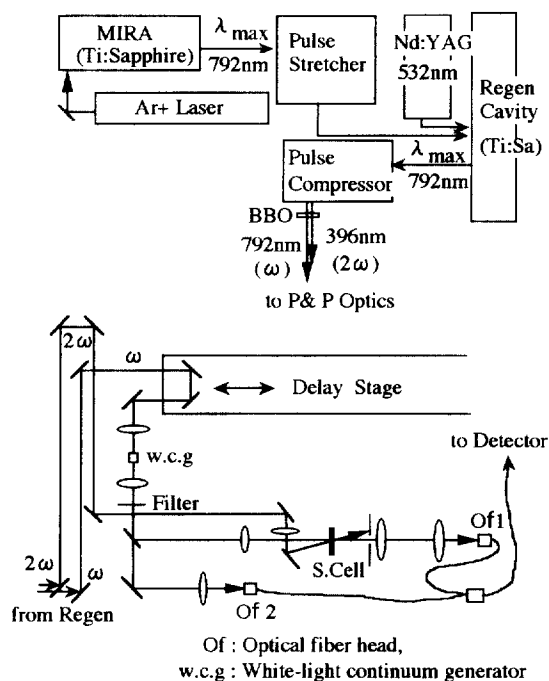 MIRA
(Ti:Sapphire)
λmax
792nm
Pulse
Stretcher
Nd:YAG
532nm
Regen
Cavity
(Ti:Sa)
Ar+ Laser
Pulse
Compressor
λmax
792nm
BBO
792nm
(ω)
396nm
(2ω)
to P& P Optics
2ω
ω
Delay Stage
w.c.g
Filter
to Detector
Of1
S.Cell
2ω
ω
from Regen
Of 2
Of : Optical fiber head,
w.c.g : White-light continuum generator